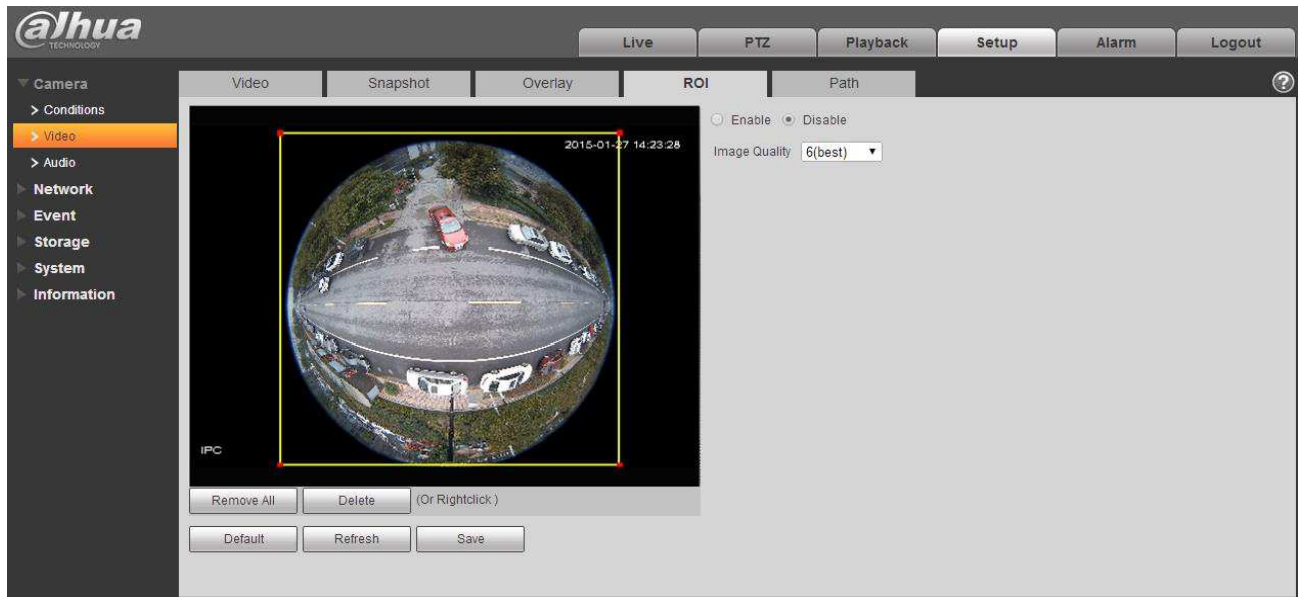 alhua
TECHNOLOGY
Live PTZ Playback Setup Alarm Logout
Camera
Conditions
Video
Audio
Network
Event
Storage
System
Information
Video Snapshot Overlay ROI Path ?
2015-01-27 14:23:28
IPC
Enable Disable
Image Quality 6(best)
Remove All Delete (Or Rightclick )
Default Refresh Save